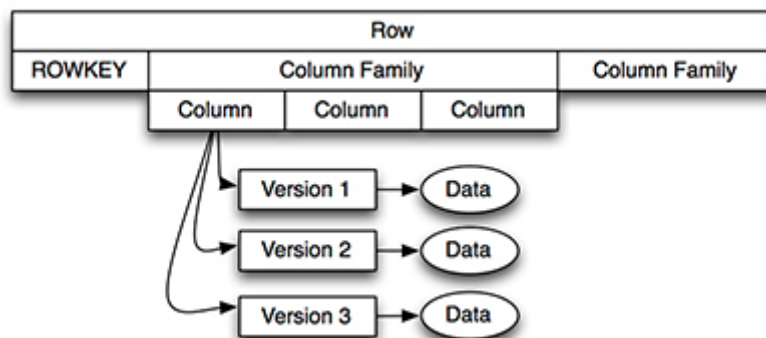 Row
ROWKEY Column Family Column Family
Column Column Column
Version 1 Data
Version 2 Data
Version 3 Data